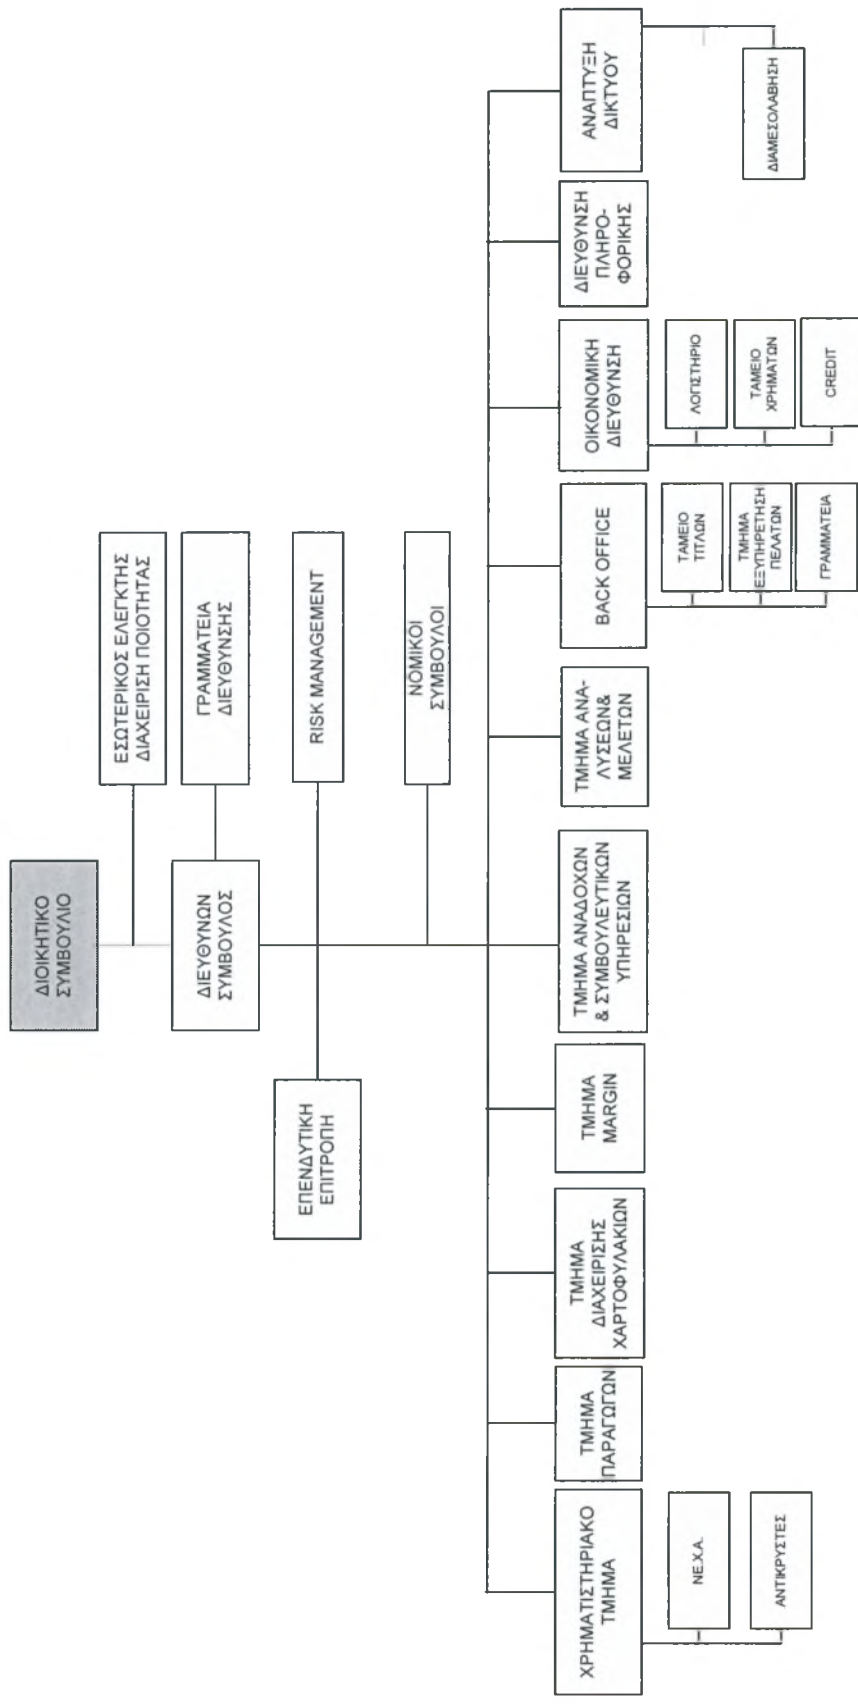 ΔΙΟΙΚΗΤΙΚΟ
ΣΥΜΒΟΥΛΙΟ
ΕΣΩΤΕΡΙΚΟΣ ΕΛΕΓΚΤΗΣ
ΔΙΑΧΕΙΡΙΣΗ ΠΟΙΟΤΗΤΑΣ
ΔΙΕΥΘΥΝΩΝ
ΣΥΜΒΟΥΛΟΣ
ΓΡΑΜΜΑΤΕΙΑ
ΔΙΕΥΘΥΝΣΗΣ
ΕΠΕΝΔΥΤΙΚΗ
ΕΠΙΤΡΟΠΗ
RISK MANAGEMENT
ΝΟΜΙΚΟΙ
ΣΥΜΒΟΥΛΟΙ
ΧΡΗΜΑΤΙΣΤΗΡΙΑΚΟ
ΤΜΗΜΑ
ΝΕ.Χ.Α.
ΑΝΤΙΚΡΥΣΤΕΣ
ΤΜΗΜΑ
ΠΑΡΑΓΩΓΩΝ
ΤΜΗΜΑ
ΔΙΑΧΕΙΡΙΣΗΣ
ΧΑΡΤΟΦΥΛΑΚΙΩΝ
ΤΜΗΜΑ
MARGIN
ΤΜΗΜΑ ΑΝΑΔΟΧΩΝ
& ΣΥΜΒΟΥΛΕΥΤΙΚΩΝ
ΥΠΗΡΕΣΙΩΝ
ΤΜΗΜΑ ΑΝΑ-
ΛΥΣΕΩΝ&
ΜΕΛΕΤΩΝ
BACK OFFICE
ΤΑΜΕΙΟ
ΤΙΤΛΩΝ
ΤΜΗΜΑ
ΕΞΥΠΗΡΕΤΗΣΗ
ΠΕΛΑΤΩΝ
ΓΡΑΜΜΑΤΕΙΑ
ΟΙΚΟΝΟΜΙΚΗ
ΔΙΕΥΘΥΝΣΗ
ΛΟΓΙΣΤΗΡΙΟ
ΤΑΜΕΙΟ
ΧΡΗΜΑΤΩΝ
CREDIT
ΔΙΕΥΘΥΝΣΗ
ΠΛΗΡΟ-
ΦΟΡΙΚΗΣ
ΑΝΑΠΤΥΞΗ
ΔΙΚΤΥΟΥ
ΔΙΑΜΕΣΟΛΑΒΗΣΗ